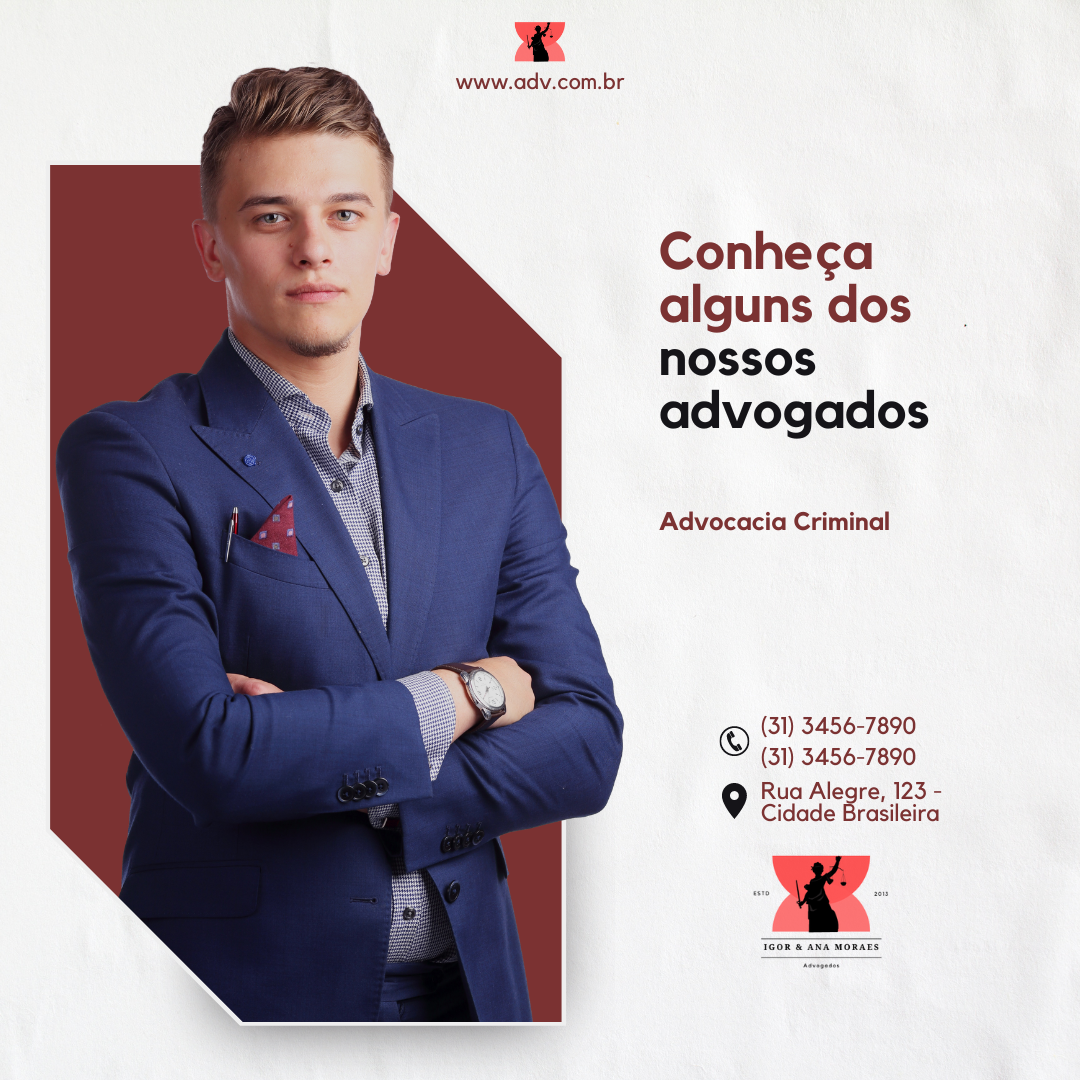 www.adv.com.br
Conheça
alguns dos
nossos
advogados
Advocacia Criminal
(31) 3456-7890
(31) 3456-7890
Rua Alegre, 123 -
Cidade Brasileira
ESTD 2013
IGOR & ANA MORAES
Advogados